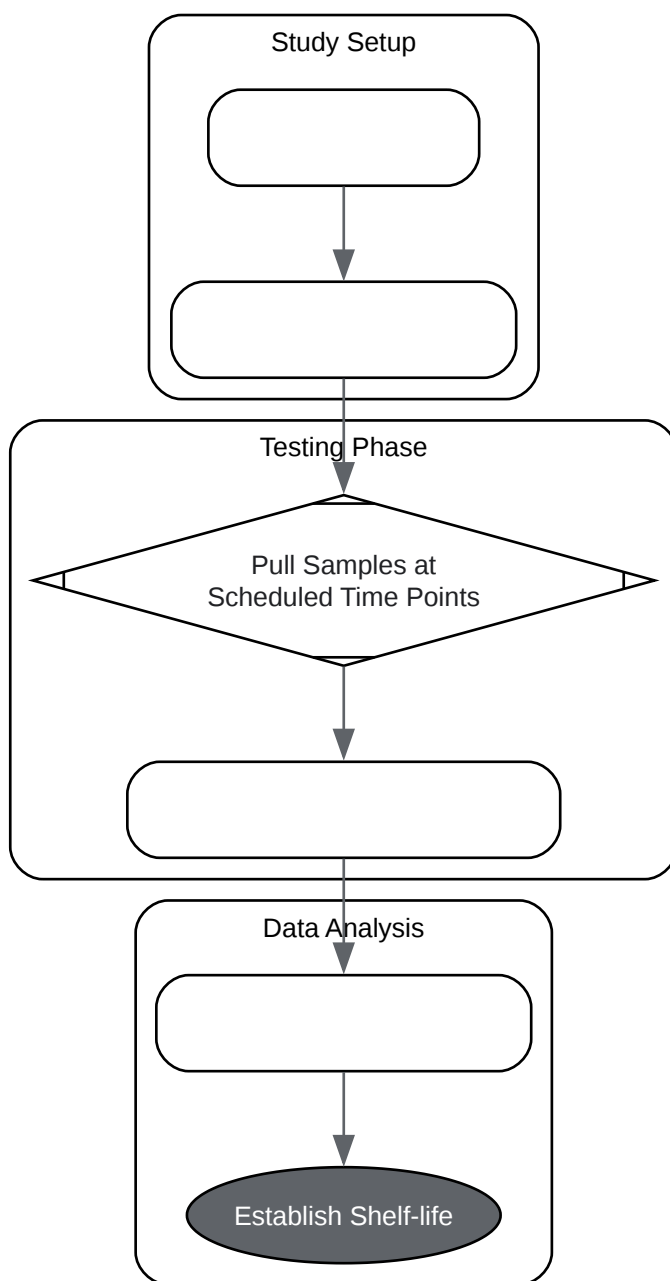 Study Setup
Testing Phase
Pull Samples at
Scheduled Time Points
Data Analysis
Establish Shelf-life